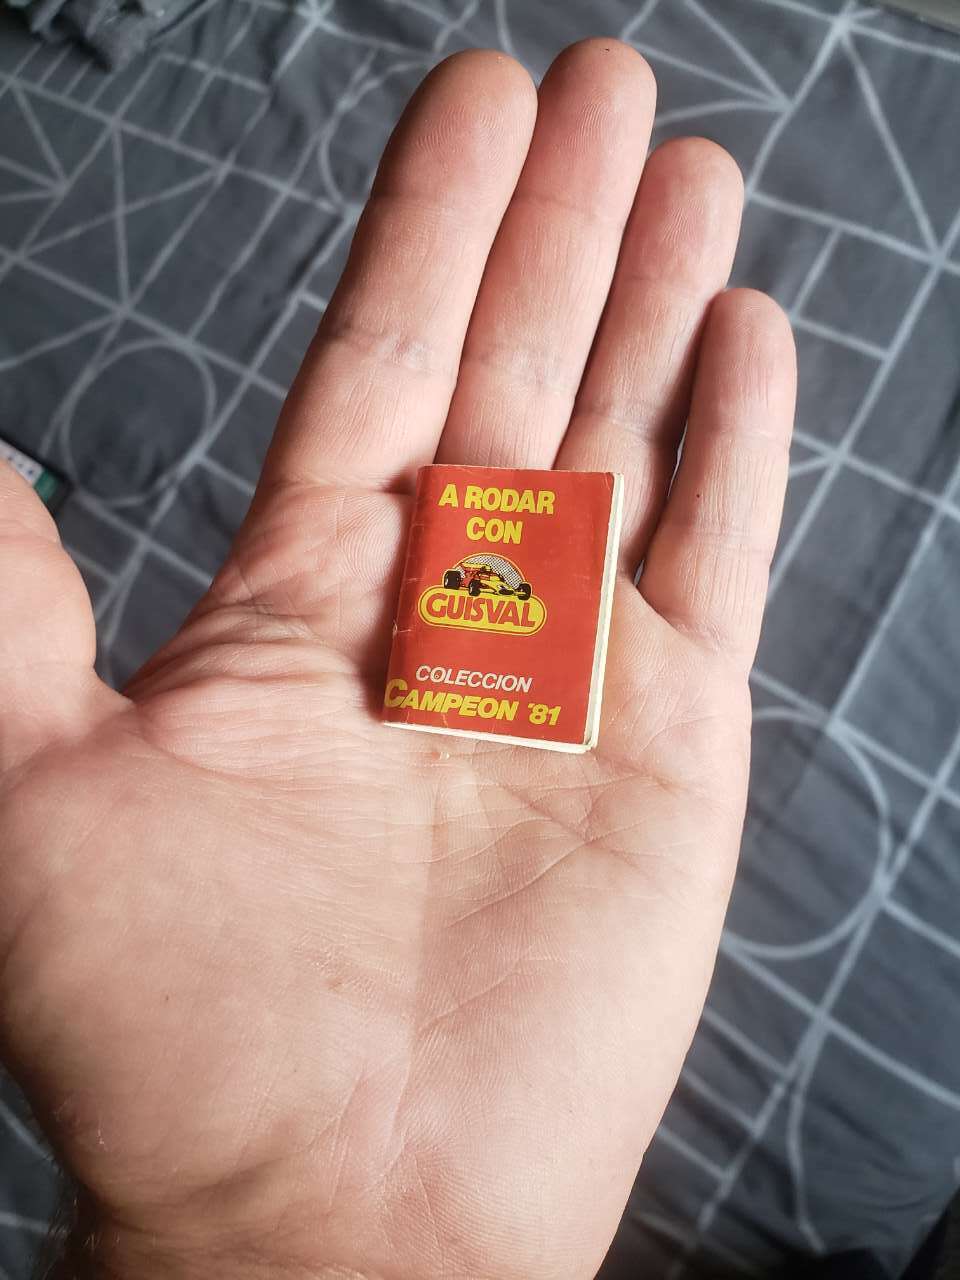 A RODAR
CON
GUISVAL
COLECCION
CAMPEON '81